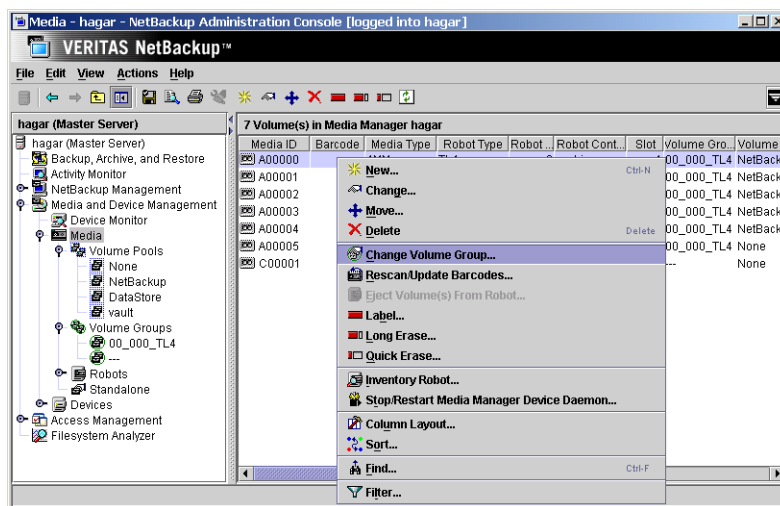 Media - hagar - NetBackup Administration Console [logged into hagar]
VERITAS NetBackup™
File Edit View Actions Help
hagar (Master Server)
7 Volume(s) in Media Manager hagar
hagar (Master Server)
Backup, Archive, and Restore
Activity Monitor
NetBackup Management
Media and Device Management
Device Monitor
Media
Volume Pools
None
NetBackup
DataStore
vault
Volume Groups
00_000_TL4
---
Robots
Standalone
Devices
Access Management
Filesystem Analyzer
Media ID Barcode Media Type Robot Type Robot ... Robot Cont... Slot Volume Gro... Volume
A00000 00_000_TL4 NetBack
A00001 00_000_TL4 NetBack
A00002 00_000_TL4 NetBack
A00003 00_000_TL4 NetBack
A00004 00_000_TL4 NetBack
A00005 00_000_TL4 None
C00001 --- None
New... Ctrl-N
Change...
Move...
Delete Delete
Change Volume Group...
Rescan/Update Barcodes...
Eject Volume(s) From Robot...
Label...
Long Erase...
Quick Erase...
Inventory Robot...
Stop/Restart Media Manager Device Daemon...
Column Layout...
Sort...
Find... Ctrl-F
Filter...